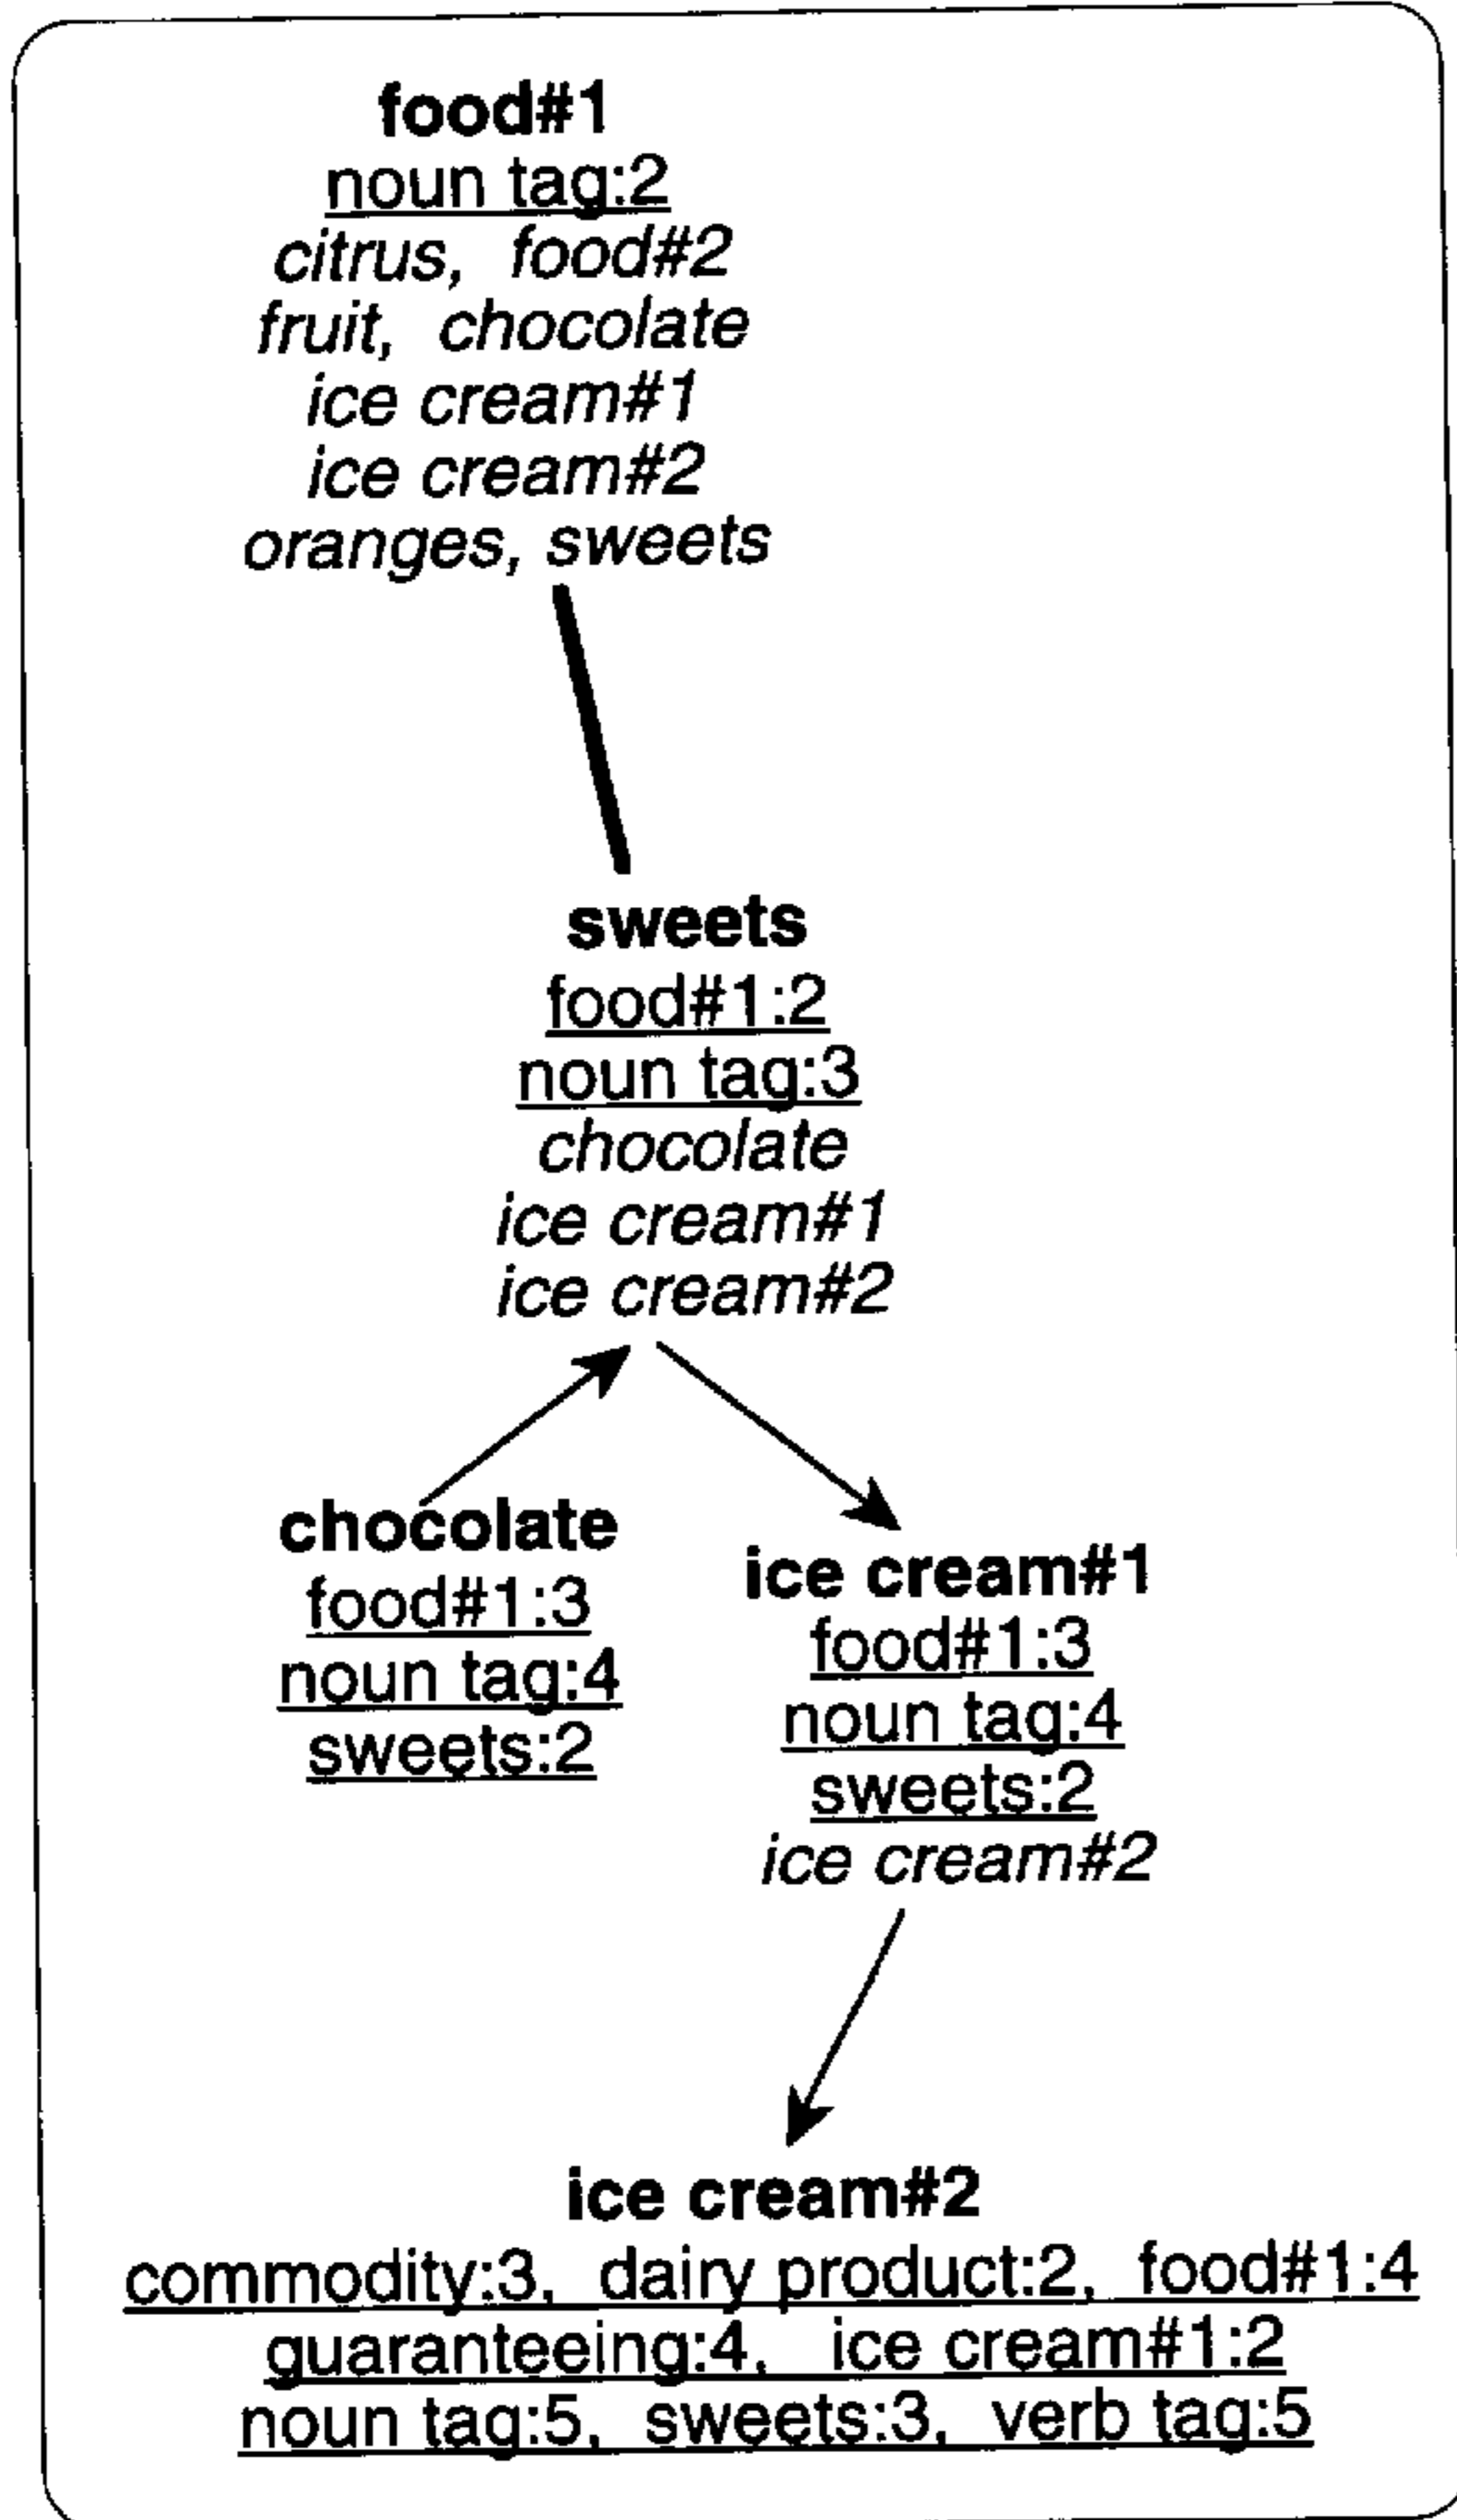 food#1
noun tag:2
citrus, food#2
fruit, chocolate
ice cream#1
ice cream#2
oranges, sweets
sweets
food#1:2
noun tag:3
chocolate
ice cream#1
ice cream#2
chocolate
food#1:3
noun tag:4
sweets:2
ice cream#1
food#1:3
noun tag:4
sweets:2
ice cream#2
ice cream#2
commodity:3, dairy product:2, food#1:4
guaranteeing:4, ice cream#1:2
noun tag:5, sweets:3, verb tag:5